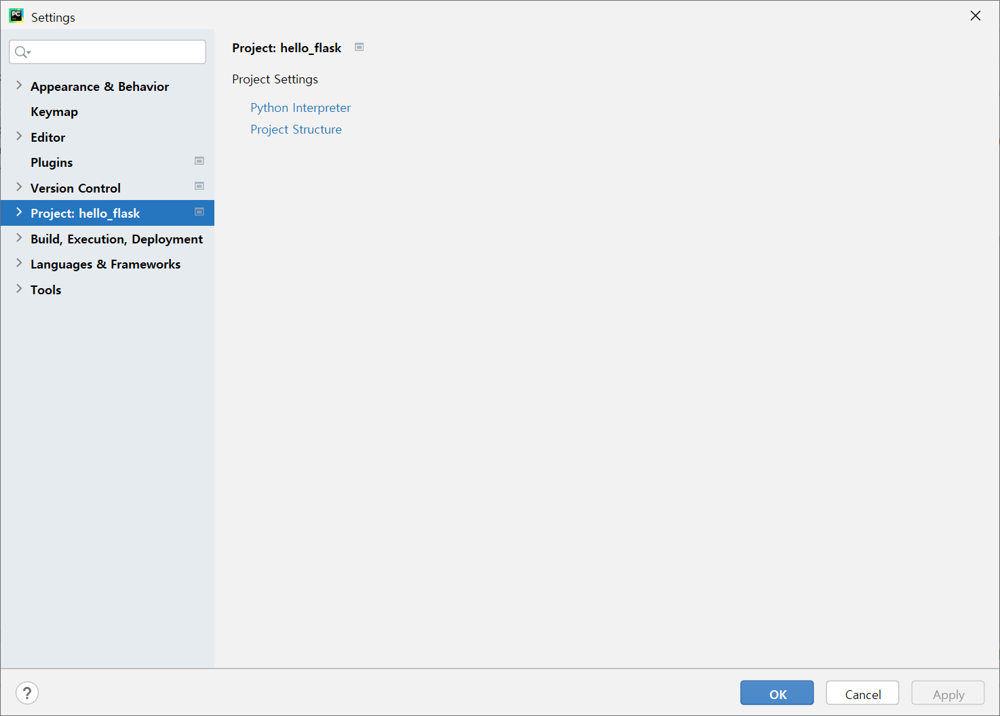 PC
Settings
Appearance & Behavior
Keymap
Editor
Plugins
Version Control
Project: hello_flask
Build, Execution, Deployment
Languages & Frameworks
Tools
Project: hello_flask
Project Settings
Python Interpreter
Project Structure
?
OK
Cancel
Apply